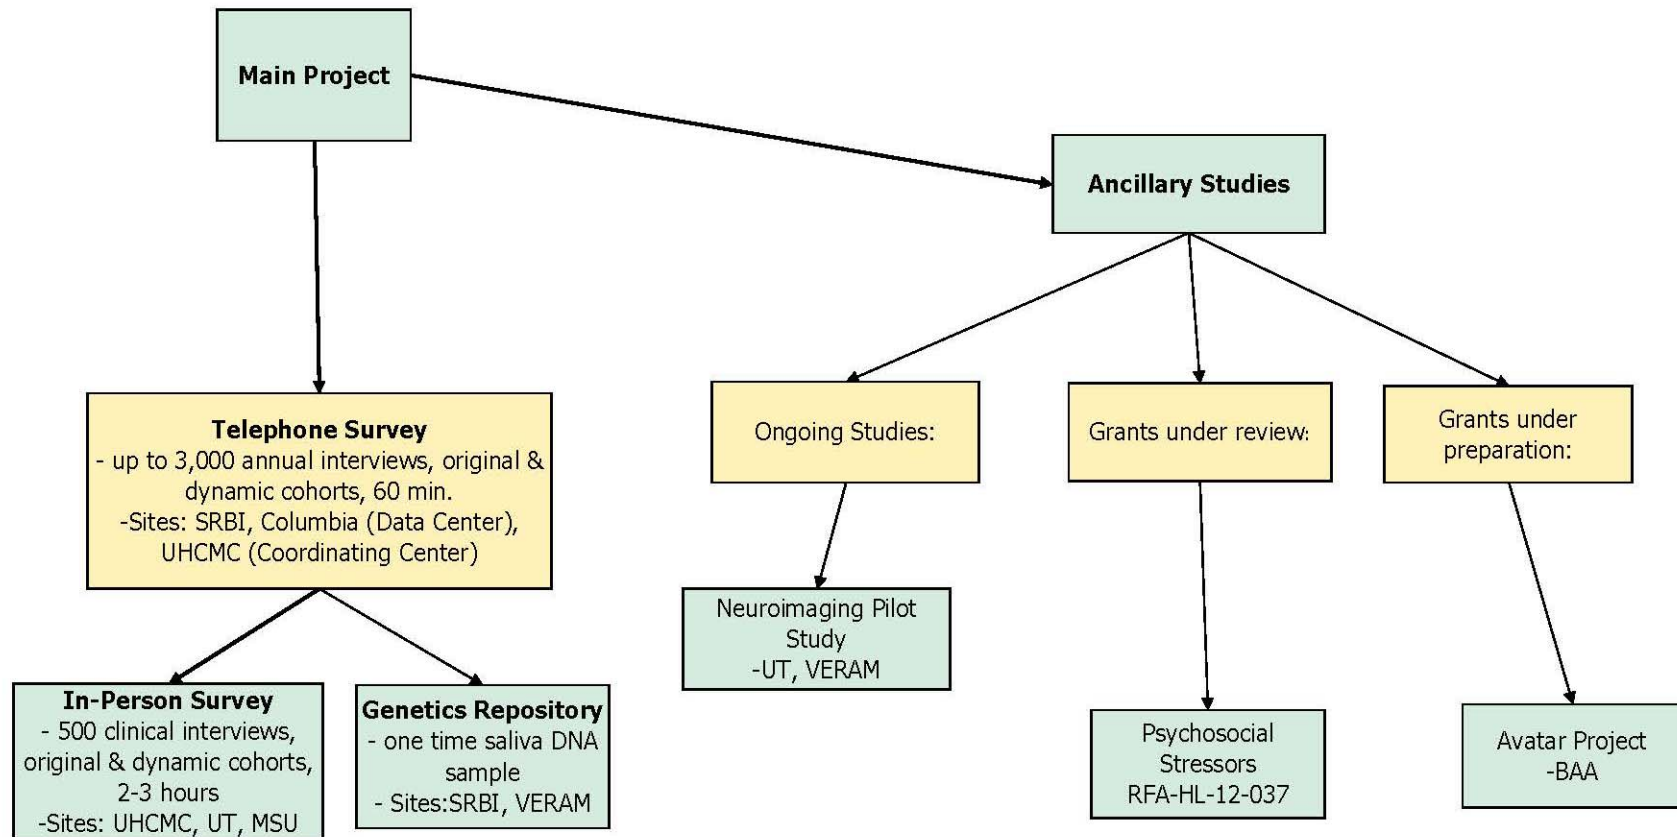 Main Project
Ancillary Studies
Telephone Survey
- up to 3,000 annual interviews, original &
dynamic cohorts, 60 min.
-Sites: SRBI, Columbia (Data Center),
UHCMC (Coordinating Center)
Ongoing Studies:
Grants under review:
Grants under
preparation:
In-Person Survey
- 500 clinical interviews,
original & dynamic cohorts,
2-3 hours
-Sites: UHCMC, UT, MSU
Genetics Repository
- one time saliva DNA
sample
- Sites:SRBI, VERAM
Neuroimaging Pilot
Study
-UT, VERAM
Psychosocial
Stressors
RFA-HL-12-037
Avatar Project
-BAA